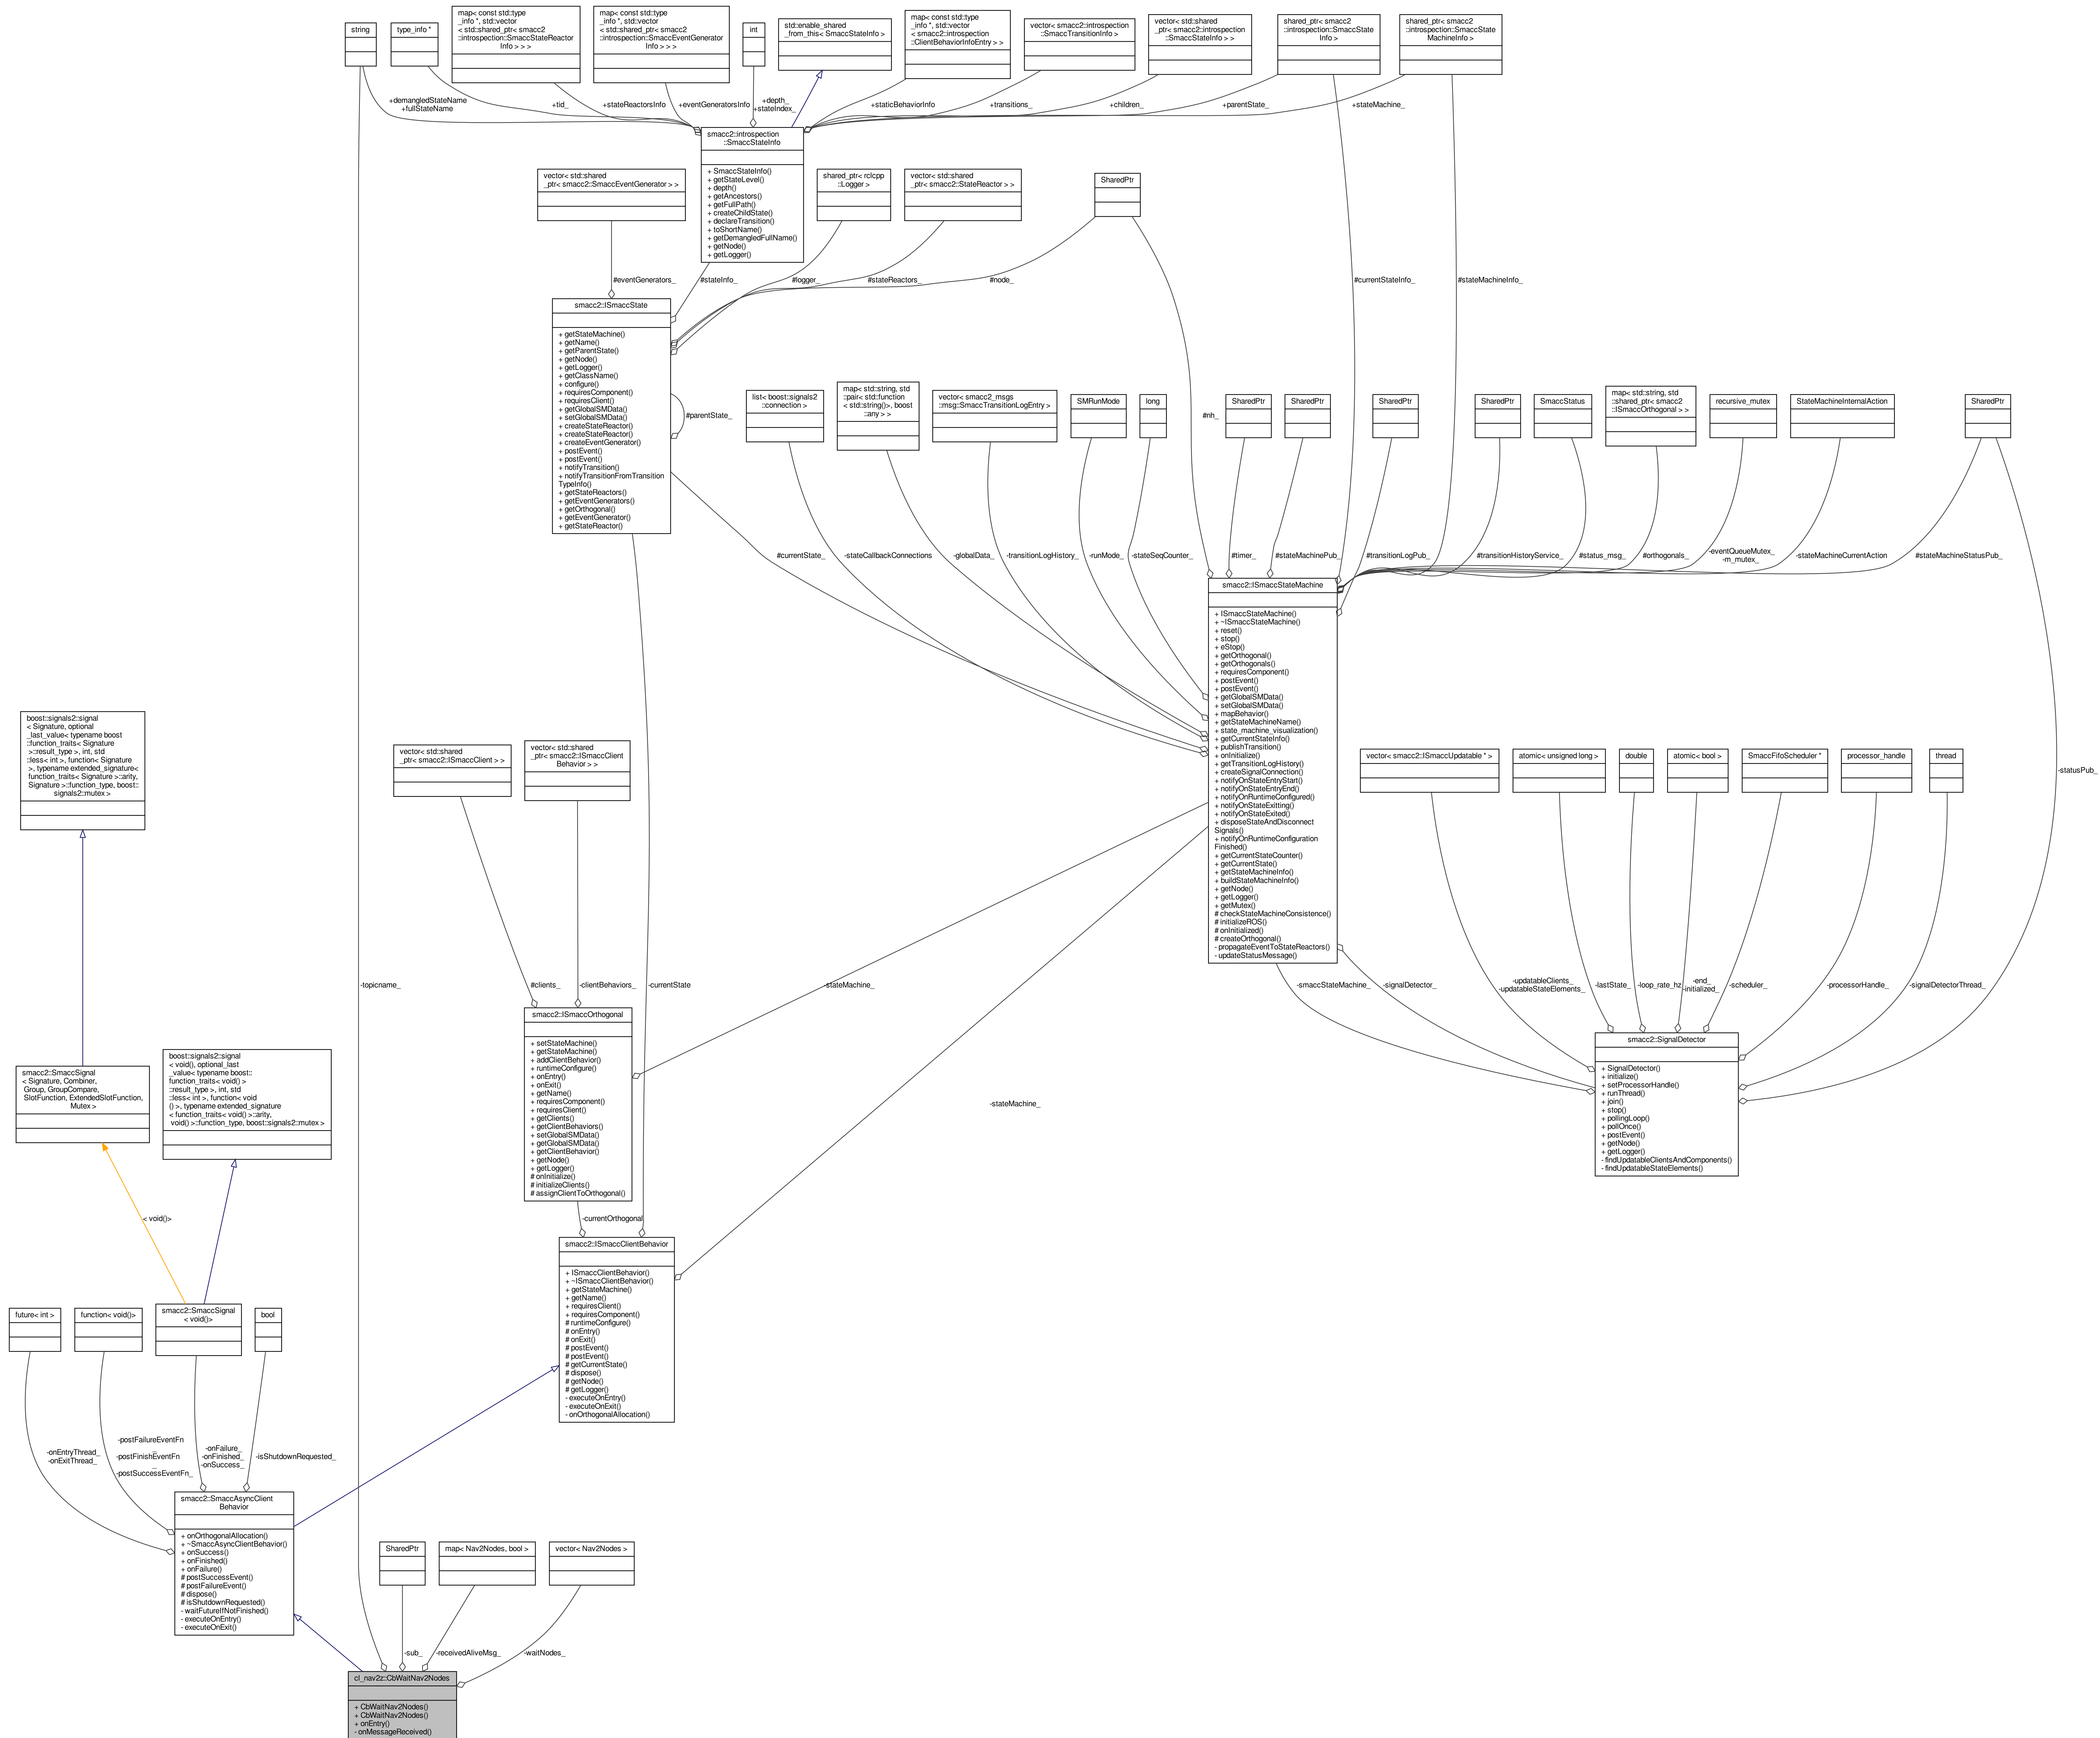 string
type_info *
map< const std::type
_info *, std::vector
< std::shared_ptr< smacc2
::introspection::SmaccStateReactor
Info > > >
map< const std::type
_info *, std::vector
< std::shared_ptr< smacc2
::introspection::SmaccEventGenerator
Info > > >
int
std::enable_shared
_from_this< SmaccStateInfo >
map< const std::type
_info *, std::vector
< smacc2::introspection
::ClientBehaviorInfoEntry > >
vector< smacc2::introspection
::SmaccTransitionInfo >
vector< std::shared
_ptr< smacc2::introspection
::SmaccStateInfo > >
shared_ptr< smacc2
::introspection::SmaccState
Info >
shared_ptr< smacc2
::introspection::SmaccState
MachineInfo >
+demangledStateName
+fullStateName
+tid_
+stateReactorsInfo
+eventGeneratorsInfo
+depth_
+stateIndex_
+staticBehaviorInfo
+transitions_
+children_
+parentState_
+stateMachine_
smacc2::introspection
::SmaccStateInfo
+ SmaccStateInfo()
+ getStateLevel()
+ depth()
+ getAncestors()
+ getFullPath()
+ createChildState()
+ declareTransition()
+ toShortName()
+ getDemangledFullName()
+ getNode()
+ getLogger()
vector< std::shared
_ptr< smacc2::SmaccEventGenerator > >
shared_ptr< rclcpp
::Logger >
vector< std::shared
_ptr< smacc2::StateReactor > >
SharedPtr
#eventGenerators_
#stateInfo_
#logger_
#stateReactors_
#node_
#currentStateInfo_
#stateMachineInfo_
smacc2::ISmaccState
+ getStateMachine()
+ getName()
+ getParentState()
+ getNode()
+ getLogger()
+ getClassName()
+ configure()
+ requiresComponent()
+ requiresClient()
+ getGlobalSMData()
+ setGlobalSMData()
+ createStateReactor()
+ createStateReactor()
+ createEventGenerator()
+ postEvent()
+ postEvent()
+ notifyTransition()
+ notifyTransitionFromTransition
TypeInfo()
+ getStateReactors()
+ getEventGenerators()
+ getOrthogonal()
+ getEventGenerator()
+ getStateReactor()
#parentState_
list< boost::signals2
::connection >
map< std::string, std
::pair< std::function
< std::string()>, boost
::any > >
vector< smacc2_msgs
::msg::SmaccTransitionLogEntry >
SMRunMode
long
#nh_
SharedPtr
SharedPtr
SharedPtr
SharedPtr
SmaccStatus
map< std::string, std
::shared_ptr< smacc2
::ISmaccOrthogonal > >
recursive_mutex
StateMachineInternalAction
SharedPtr
#currentState_
-stateCallbackConnections
-globalData_
-transitionLogHistory_
-runMode_
-stateSeqCounter_
#timer_
#stateMachinePub_
#transitionLogPub_
#transitionHistoryService_
#status_msg_
#orthogonals_
-eventQueueMutex_
-m_mutex_
-stateMachineCurrentAction
#stateMachineStatusPub_
smacc2::ISmaccStateMachine
+ ISmaccStateMachine()
+ ~ISmaccStateMachine()
+ reset()
+ stop()
+ eStop()
+ getOrthogonal()
+ getOrthogonals()
+ requiresComponent()
+ postEvent()
+ postEvent()
+ getGlobalSMData()
+ setGlobalSMData()
+ mapBehavior()
+ getStateMachineName()
+ state_machine_visualization()
+ getCurrentStateInfo()
+ publishTransition()
+ onInitialize()
+ getTransitionLogHistory()
+ createSignalConnection()
+ notifyOnStateEntryStart()
+ notifyOnStateEntryEnd()
+ notifyOnRuntimeConfigured()
+ notifyOnStateExitting()
+ notifyOnStateExited()
+ disposeStateAndDisconnect
Signals()
+ notifyOnRuntimeConfiguration
Finished()
+ getCurrentStateCounter()
+ getCurrentState()
+ getStateMachineInfo()
+ buildStateMachineInfo()
+ getNode()
+ getLogger()
+ getMutex()
# checkStateMachineConsistence()
# initializeROS()
# onInitialized()
# createOrthogonal()
- propagateEventToStateReactors()
- updateStatusMessage()
boost::signals2::signal
< Signature, optional
_last_value< typename boost
::function_traits< Signature
>::result_type >, int, std
::less< int >, function< Signature
>, typename extended_signature<
function_traits< Signature >::arity,
Signature >::function_type, boost::
signals2::mutex >
vector< std::shared
_ptr< smacc2::ISmaccClient > >
vector< std::shared
_ptr< smacc2::ISmaccClient
Behavior > >
vector< smacc2::ISmaccUpdatable * >
atomic< unsigned long >
double
atomic< bool >
SmaccFifoScheduler *
processor_handle
thread
-statusPub_
-topicname_
#clients_
-clientBehaviors_
-currentState
-stateMachine_
-smaccStateMachine_
-signalDetector_
-updatableClients_
-updatableStateElements_
-lastState_
-loop_rate_hz_
-end_
-initialized_
-scheduler_
-processorHandle_
-signalDetectorThread_
smacc2::ISmaccOrthogonal
+ setStateMachine()
+ getStateMachine()
+ addClientBehavior()
+ runtimeConfigure()
+ onEntry()
+ onExit()
+ getName()
+ requiresComponent()
+ requiresClient()
+ getClients()
+ getClientBehaviors()
+ setGlobalSMData()
+ getGlobalSMData()
+ getClientBehavior()
+ getNode()
+ getLogger()
# onInitialize()
# initializeClients()
# assignClientToOrthogonal()
smacc2::SignalDetector
+ SignalDetector()
+ initialize()
+ setProcessorHandle()
+ runThread()
+ join()
+ stop()
+ pollingLoop()
+ pollOnce()
+ postEvent()
+ getNode()
+ getLogger()
- findUpdatableClientsAndComponents()
- findUpdatableStateElements()
smacc2::SmaccSignal
< Signature, Combiner,
Group, GroupCompare,
SlotFunction, ExtendedSlotFunction,
Mutex >
boost::signals2::signal
< void(), optional_last
_value< typename boost::
function_traits< void() >
::result_type >, int, std
::less< int >, function< void
() >, typename extended_signature
< function_traits< void() >::arity,
void() >::function_type, boost::signals2::mutex >
-stateMachine_
< void()>
-currentOrthogonal
smacc2::ISmaccClientBehavior
+ ISmaccClientBehavior()
+ ~ISmaccClientBehavior()
+ getStateMachine()
+ getName()
+ requiresClient()
+ requiresComponent()
# runtimeConfigure()
# onEntry()
# onExit()
# postEvent()
# postEvent()
# getCurrentState()
# dispose()
# getNode()
# getLogger()
- executeOnEntry()
- executeOnExit()
- onOrthogonalAllocation()
future< int >
function< void()>
smacc2::SmaccSignal
< void()>
bool
-onEntryThread_
-onExitThread_
-postFailureEventFn
_
-postFinishEventFn
_
-postSuccessEventFn_
-onFailure_
-onFinished_
-onSuccess_
-isShutdownRequested_
smacc2::SmaccAsyncClient
Behavior
+ onOrthogonalAllocation()
+ ~SmaccAsyncClientBehavior()
+ onSuccess()
+ onFinished()
+ onFailure()
# postSuccessEvent()
# postFailureEvent()
# dispose()
# isShutdownRequested()
- waitFutureIfNotFinished()
- executeOnEntry()
- executeOnExit()
SharedPtr
map< Nav2Nodes, bool >
vector< Nav2Nodes >
-sub_
-receivedAliveMsg_
-waitNodes_
cl_nav2z::CbWaitNav2Nodes
+ CbWaitNav2Nodes()
+ CbWaitNav2Nodes()
+ onEntry()
- onMessageReceived()